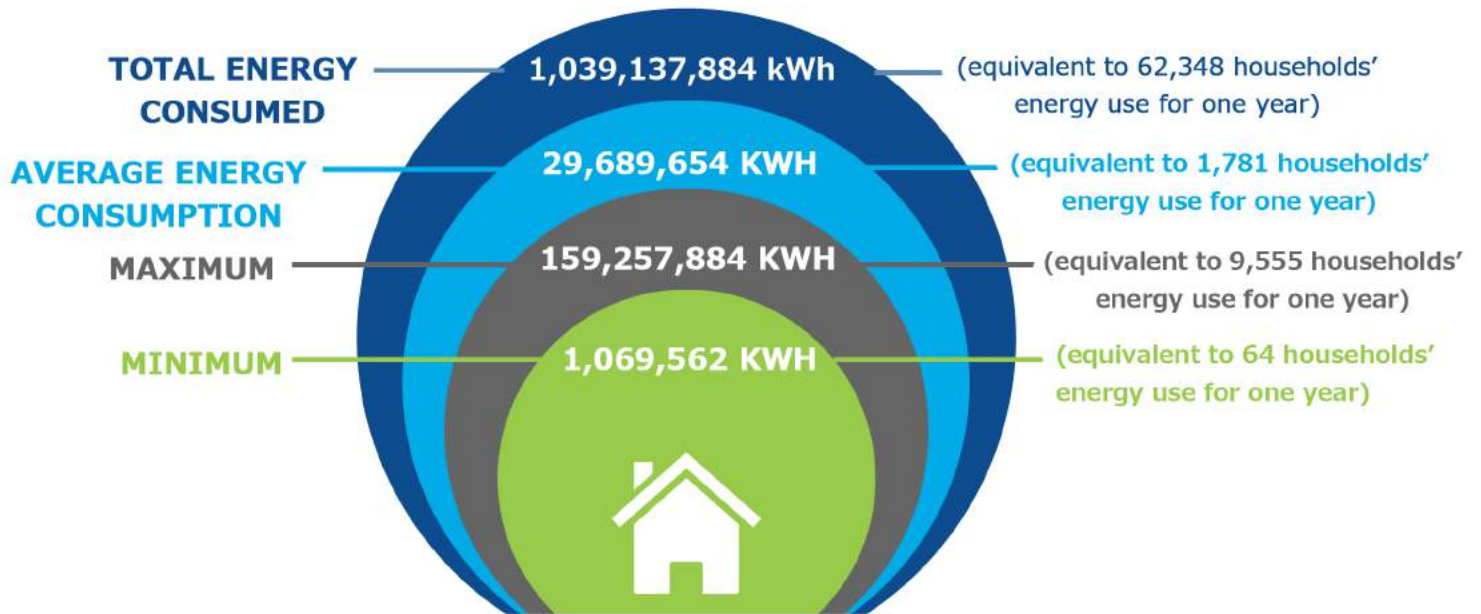 TOTAL ENERGY
CONSUMED
1,039,137,884 kWh
(equivalent to 62,348 households’
energy use for one year)
AVERAGE ENERGY
CONSUMPTION
29,689,654 KWH
(equivalent to 1,781 households’
energy use for one year)
MAXIMUM
159,257,884 KWH
(equivalent to 9,555 households’
energy use for one year)
MINIMUM
1,069,562 KWH
(equivalent to 64 households’
energy use for one year)